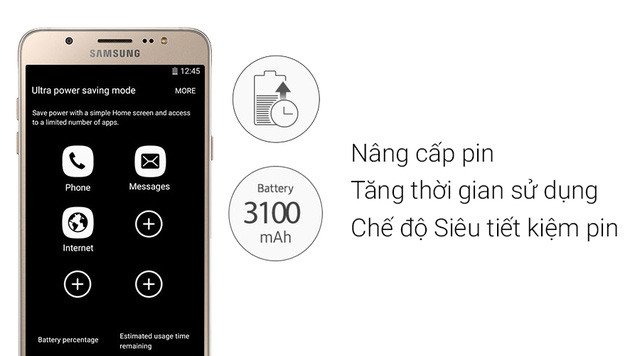 SAMSUNG
12:45
Ultra power saving mode MORE
Save power with a simple Home screen and access
to a limited number of apps.
Phone Messages
Internet
Battery percentage Estimated usage time
remaining
Battery
3100
mAh
Nâng cấp pin
Tăng thời gian sử dụng
Chế độ Siêu tiết kiệm pin